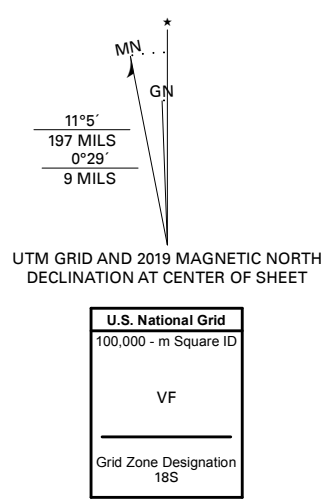 ★
MN
GN
11°5´
197 MILS
0°29´
9 MILS
UTM GRID AND 2019 MAGNETIC NORTH
DECLINATION AT CENTER OF SHEET
U.S. National Grid
100,000 - m Square ID
VF
Grid Zone Designation
18S